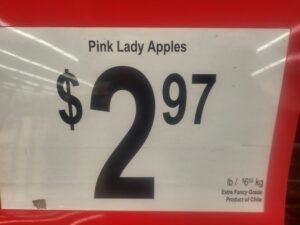 Pink Lady Apples
$2.97
lb / $6.55 kg
Extra Fancy Grade
Product of Chile